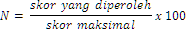 N = skor yang diperoleh / skor maksimal x 100